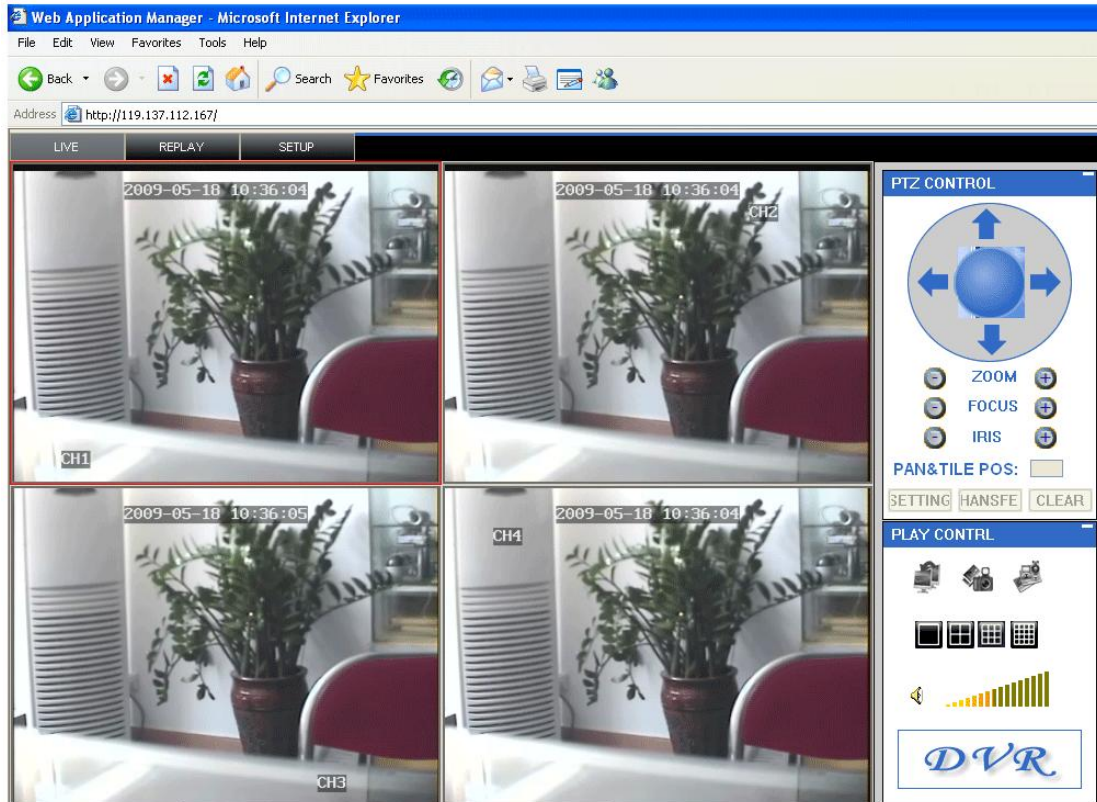 Web Application Manager - Microsoft Internet Explorer
File Edit View Favorites Tools Help
Back Search Favorites
Address http://119.137.112.167/
LIVE REPLAY SETUP
2009-05-18 10:36:04
CH1
2009-05-18 10:36:04
CH2
2009-05-18 10:36:05
CH3
2009-05-18 10:36:04
CH4
PTZ CONTROL
ZOOM
FOCUS
IRIS
PAN&TILE POS:
SETTING HANSFE CLEAR
PLAY CONTRL
DVR